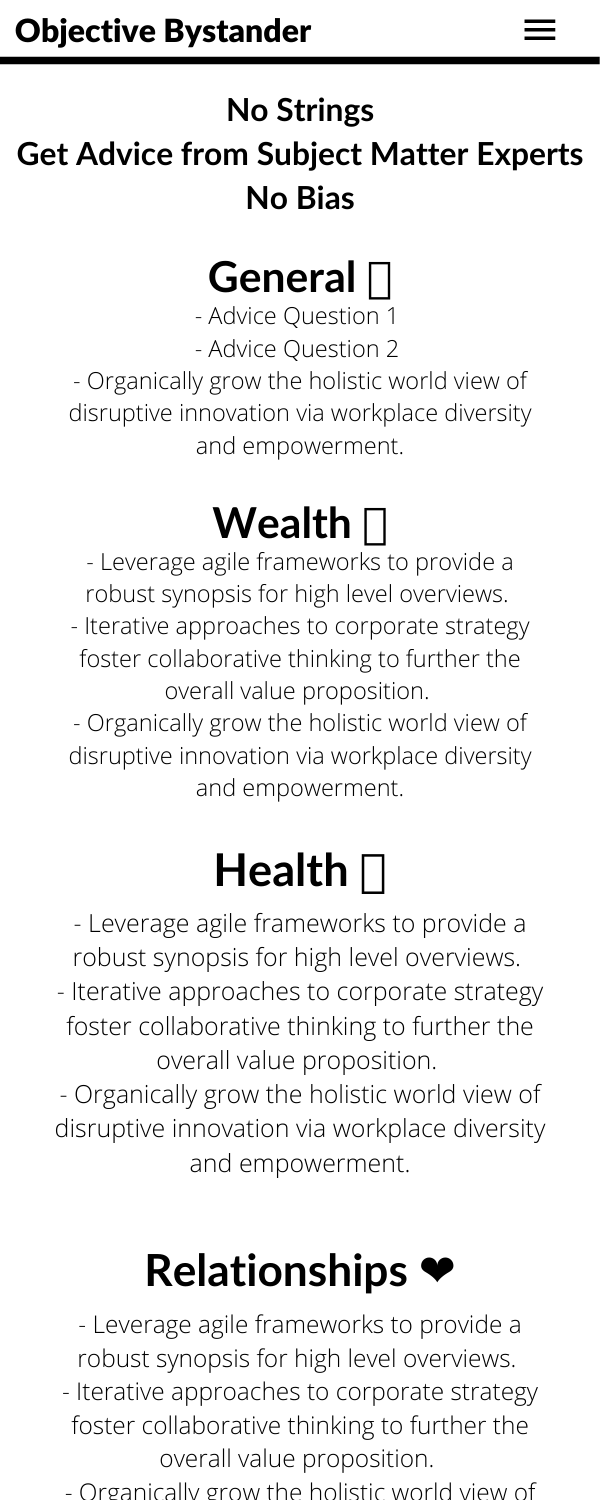 Objective Bystander
No Strings
Get Advice from Subject Matter Experts
No Bias
General
- Advice Question 1
- Advice Question 2
- Organically grow the holistic world view of
disruptive innovation via workplace diversity
and empowerment.
Wealth
- Leverage agile frameworks to provide a
robust synopsis for high level overviews.
- Iterative approaches to corporate strategy
foster collaborative thinking to further the
overall value proposition.
- Organically grow the holistic world view of
disruptive innovation via workplace diversity
and empowerment.
Health
- Leverage agile frameworks to provide a
robust synopsis for high level overviews.
- Iterative approaches to corporate strategy
foster collaborative thinking to further the
overall value proposition.
- Organically grow the holistic world view of
disruptive innovation via workplace diversity
and empowerment.
Relationships ❤
- Leverage agile frameworks to provide a
robust synopsis for high level overviews.
- Iterative approaches to corporate strategy
foster collaborative thinking to further the
overall value proposition.
- Organically grow the holistic world view of